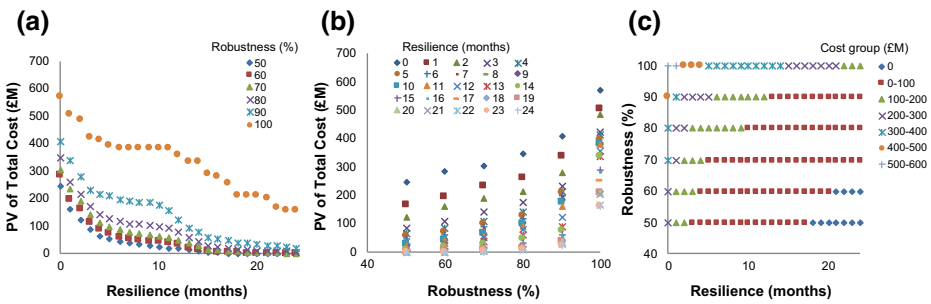 (a)
Robustness (%)
50
60
70
80
90
100
PV of Total Cost (£M)
700
600
500
400
300
200
100
0
0 10 20
Resilience (months)
(b)
Resilience (months)
0 1 2 3 4
5 6 7 8 9
10 11 12 13 14
15 16 17 18 19
20 21 22 23 24
PV of Total Cost (£M)
700
600
500
400
300
200
100
0
40 60 80 100
Robustness (%)
(c)
Cost group (£M)
0
0-100
100-200
200-300
300-400
400-500
500-600
Robustness (%)
100
90
80
70
60
50
0 10 20
Resilience (months)